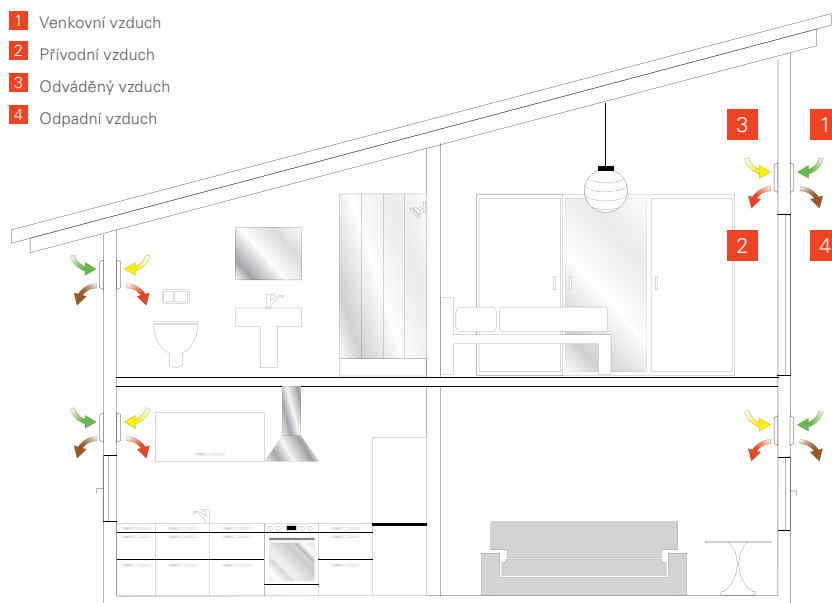 1 Venkovní vzduch
2 Přívodní vzduch
3 Odváděný vzduch
4 Odpadní vzduch
3 1
2 4